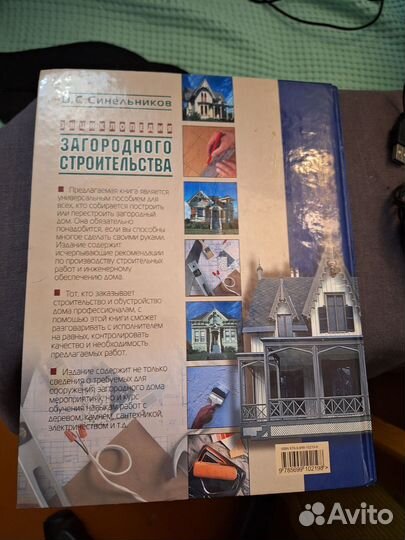 В.С. Синельников
ЭНЦИКЛОПЕДИЯ
ЗАГОРОДНОГО
СТРОИТЕЛЬСТВА
Предлагаемая книга является
универсальным пособием для
всех, кто собирается построить
или перестроить загородный
дом. Она обязательно
понадобится, если вы способны
многое сделать своими руками.
Издание содержит
исчерпывающие рекомендации
по производству строительных
работ и инженерному
обеспечению дома.
Тот, кто заказывает
строительство и обустройство
дома профессионалам, с
помощью этой книги сможет
разговаривать с исполнителем
на равных, контролировать
качество и необходимость
предлагаемых работ.
Издание содержит не только
сведения о требуемых для
сооружения загородного дома
мероприятиях, но и курс
обучения навыкам работ с
деревом, камнем, сантехникой,
электричеством и т.д.
9785699102198
Avito